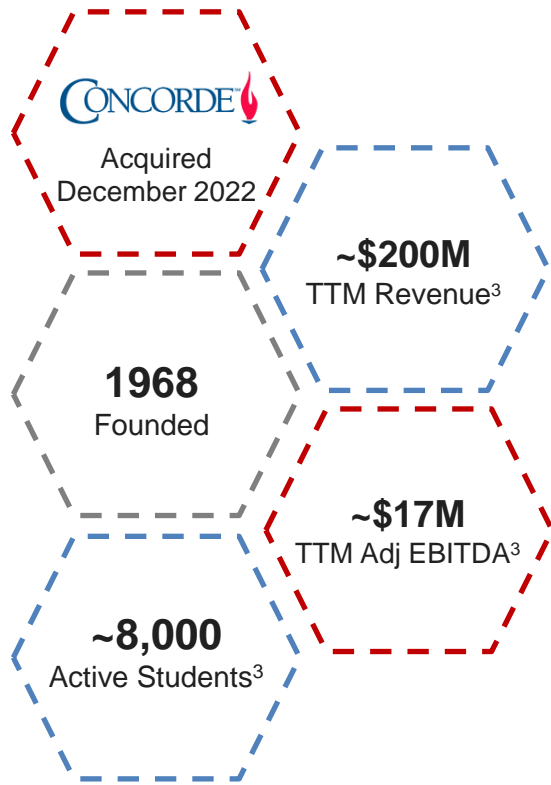 CONCORDE
Acquired
December 2022
~$200M
TTM Revenue³
1968
Founded
~$17M
TTM Adj EBITDA³
~8,000
Active Students³